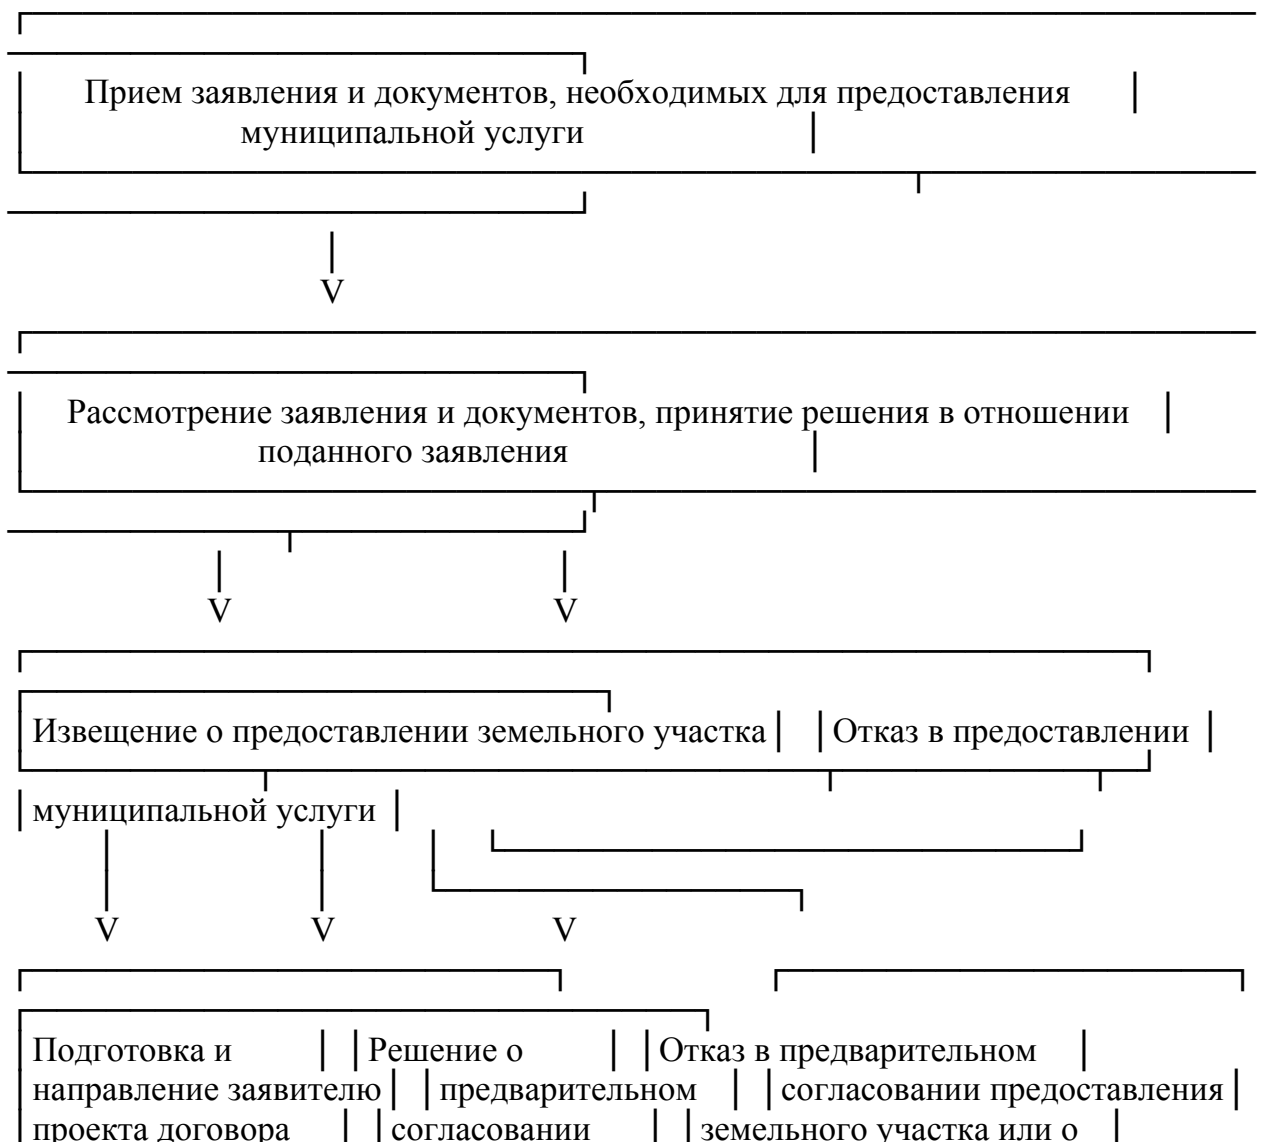 Прием заявления и документов, необходимых для предоставления
муниципальной услуги
V
Рассмотрение заявления и документов, принятие решения в отношении
поданного заявления
V V
Извещение о предоставлении земельного участка Отказ в предоставлении
муниципальной услуги
V V V
Подготовка и Решение о Отказ в предварительном
направление заявителю предварительном согласовании предоставления
проекта договора согласовании земельного участка или о